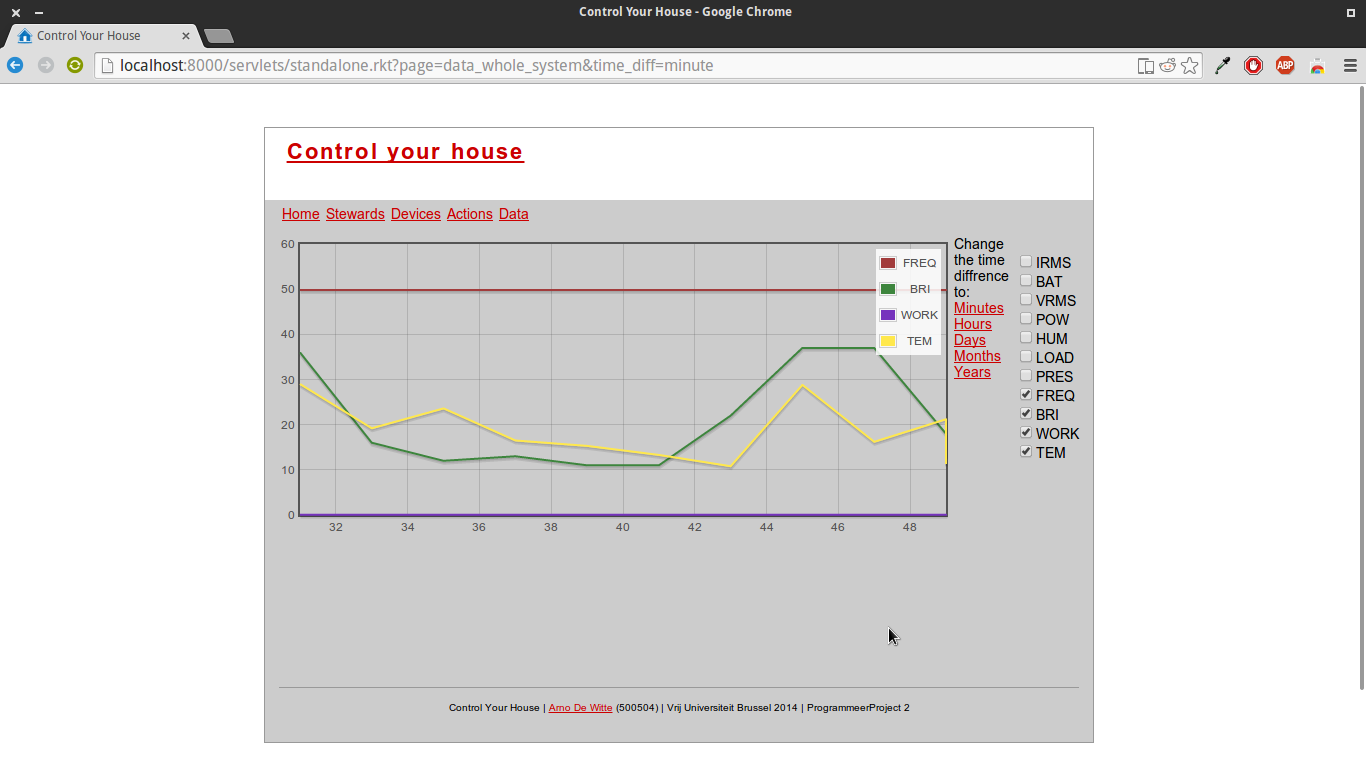 Control Your House - Google Chrome
Control Your House
localhost:8000/servlets/standalone.rkt?page=data_whole_system&time_diff=minute
ABP
Control your house
Home Stewards Devices Actions Data
60
50
40
30
20
10
0
32 34 36 38 40 42 44 46 48
FREQ
BRI
WORK
TEM
Change
the time
diffrence
to:
Minutes
Hours
Days
Months
Years
IRMS
BAT
VRMS
POW
HUM
LOAD
PRES
FREQ
BRI
WORK
TEM
Control Your House | Arno De Witte (500504) | Vrij Universiteit Brussel 2014 | ProgrammeerProject 2